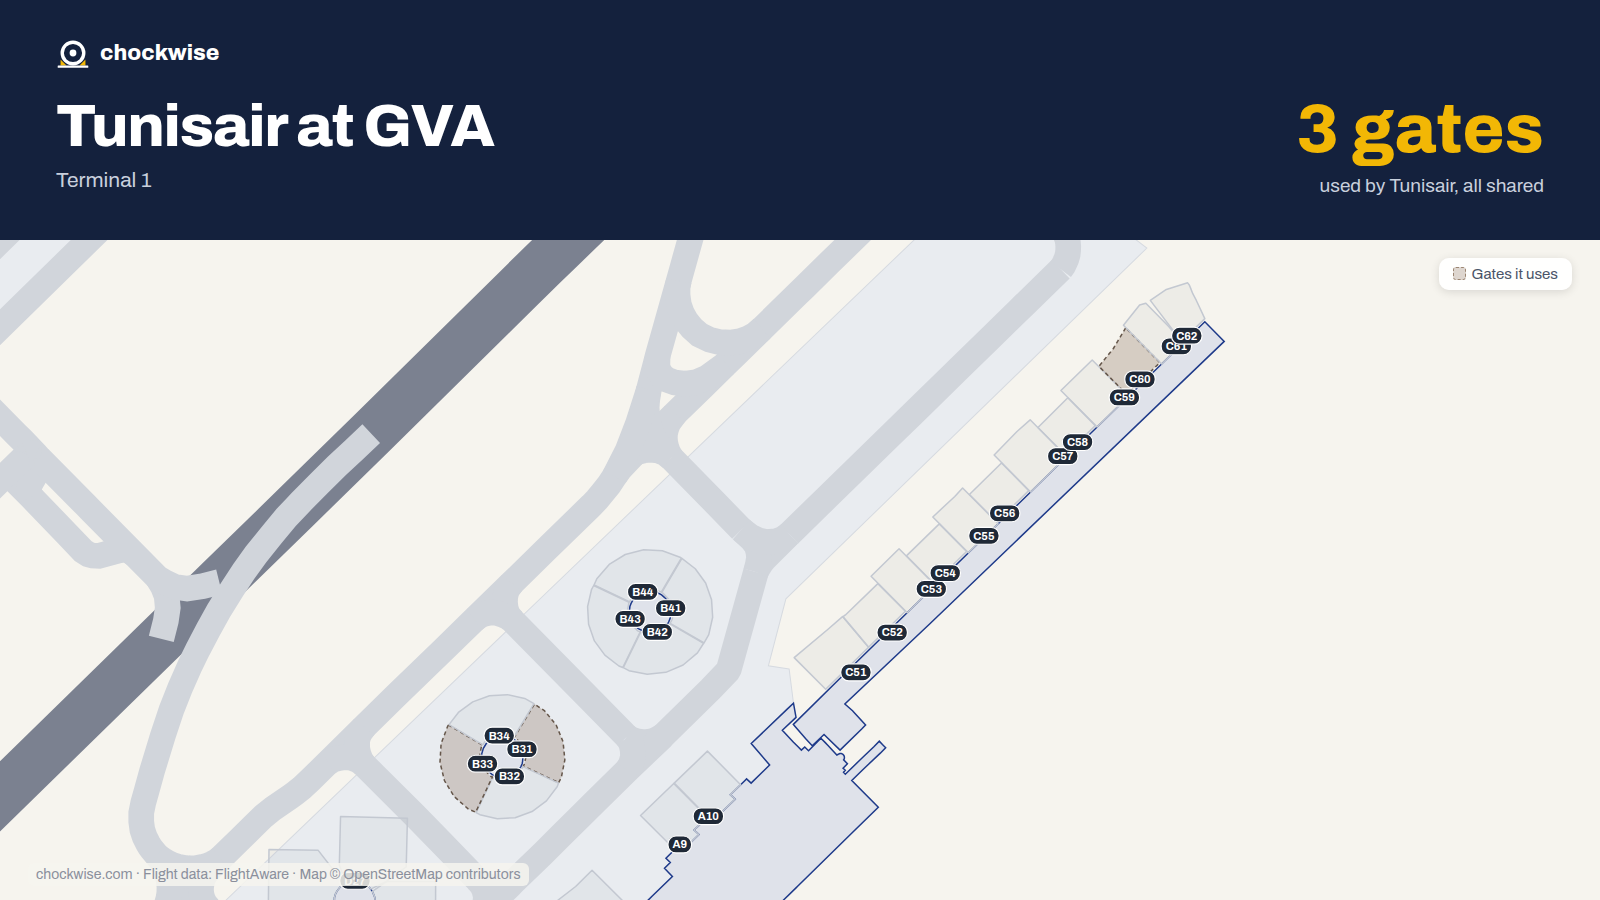 chockwise
Tunisair at GVA
Terminal 1
3 gates
used by Tunisair, all shared
Gates it uses
C62
C61
C60
C59
C58
C57
C56
C55
C54
C53
C52
C51
B44
B41
B43
B42
B34
B31
B33
B32
A10
A9
chockwise.com · Flight data: FlightAware · Map © OpenStreetMap contributors